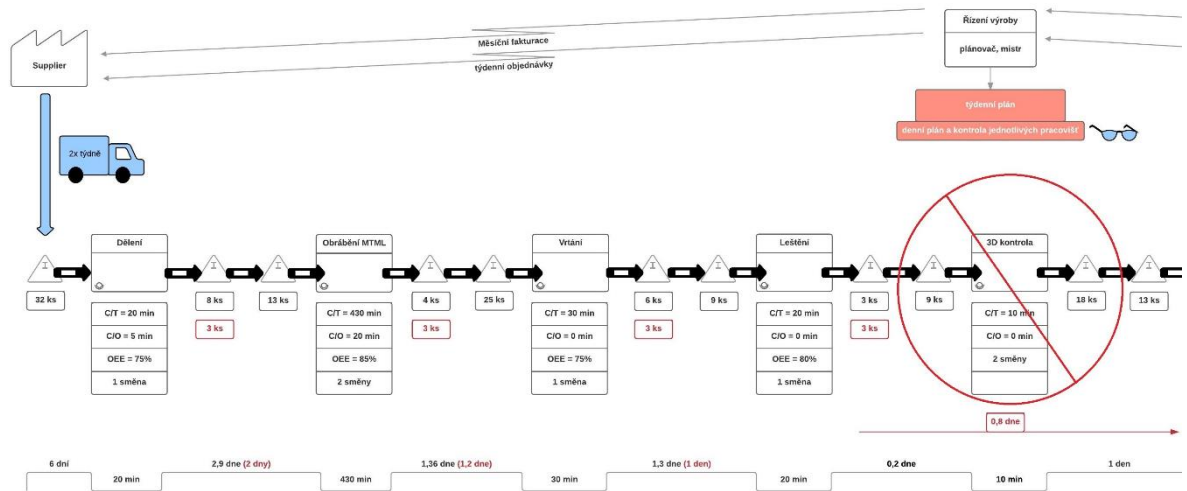 Řízení výroby
plánovač, mistr
Supplier
Měsíční fakturace
týdenní objednávky
týdenní plán
denní plán a kontrola jednotlivých pracovišť
2x týdně
Dělení
Obrábění MTML
Vrtání
Leštění
3D kontrola
I I I I I I I I I I I
32 ks
8 ks
13 ks
4 ks
25 ks
6 ks
9 ks
3 ks
9 ks
18 ks
13 ks
3 ks
3 ks
3 ks
3 ks
C/T = 20 min
C/O = 5 min
OEE = 75%
1 směna
C/T = 430 min
C/O = 20 min
OEE = 85%
2 směny
C/T = 30 min
C/O = 0 min
OEE = 75%
1 směna
C/T = 20 min
C/O = 0 min
OEE = 80%
1 směna
C/T = 10 min
C/O = 0 min
2 směny
0,8 dne
6 dní
2,9 dne (2 dny)
1,36 dne (1,2 dne)
1,3 dne (1 den)
0,2 dne
1 den
20 min
430 min
30 min
20 min
10 min